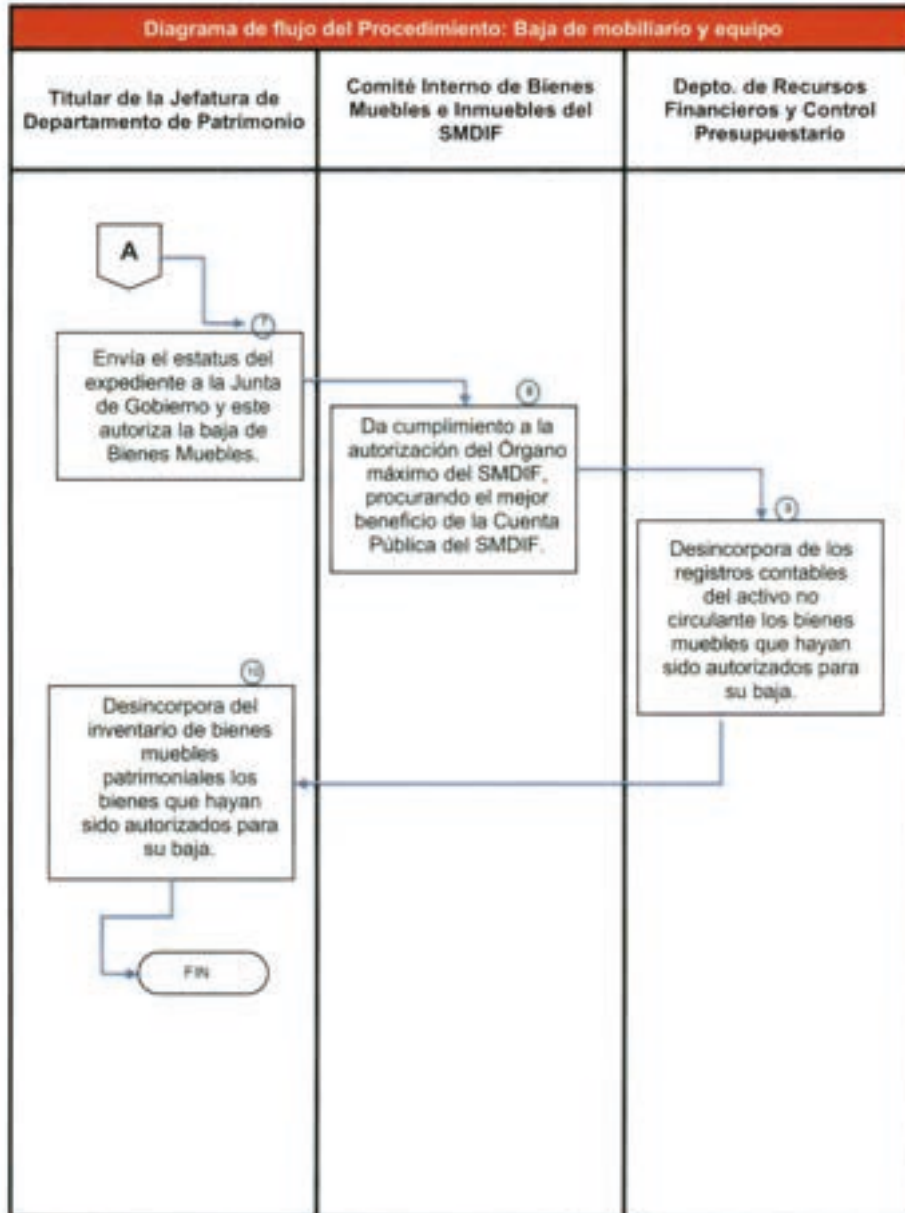 Diagrama de flujo del Procedimiento: Baja de mobiliario y equipo
Titular de la Jefatura de
Departamento de Patrimonio
Comité Interno de Bienes
Muebles e Inmuebles del
SMDIF
Depto. de Recursos
Financieros y Control
Presupuestario
A
7
Envía el estatus del
expediente a la Junta
de Gobierno y este
autoriza la baja de
Bienes Muebles.
8
Da cumplimiento a la
autorización del Órgano
máximo del SMDIF,
procurando el mejor
beneficio de la Cuenta
Pública del SMDIF.
9
Desincorpora de los
registros contables
del activo no
circulante los bienes
muebles que hayan
sido autorizados para
su baja.
10
Desincorpora del
inventario de bienes
muebles
patrimoniales los
bienes que hayan
sido autorizados para
su baja.
FIN